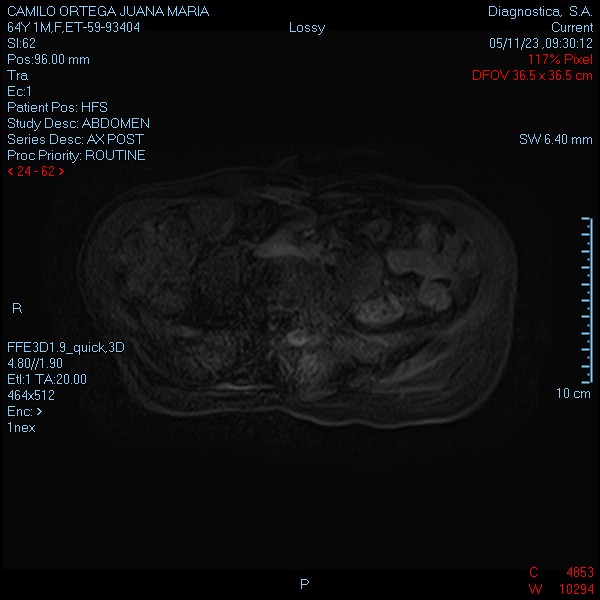 CAMILO ORTEGA JUANA MARIA
64Y 1M,F,ET-59-93404
Sl:62
Pos:96.00 mm
Tra
Ec:1
Patient Pos: HFS
Study Desc: ABDOMEN
Series Desc: AX POST
Proc Priority: ROUTINE
< 24 - 62 >
Lossy
Diagnostica, S.A.
Current
05/11/23 ,09:30:12
117% Pixel
DFOV 36.5 x 36.5 cm
SW 6.40 mm
R
10 cm
FFE3D1.9_quick,3D
4.80//1.90
Etl:1 TA:20.00
464x512
Enc: >
1nex
P
C 4853
W 10294